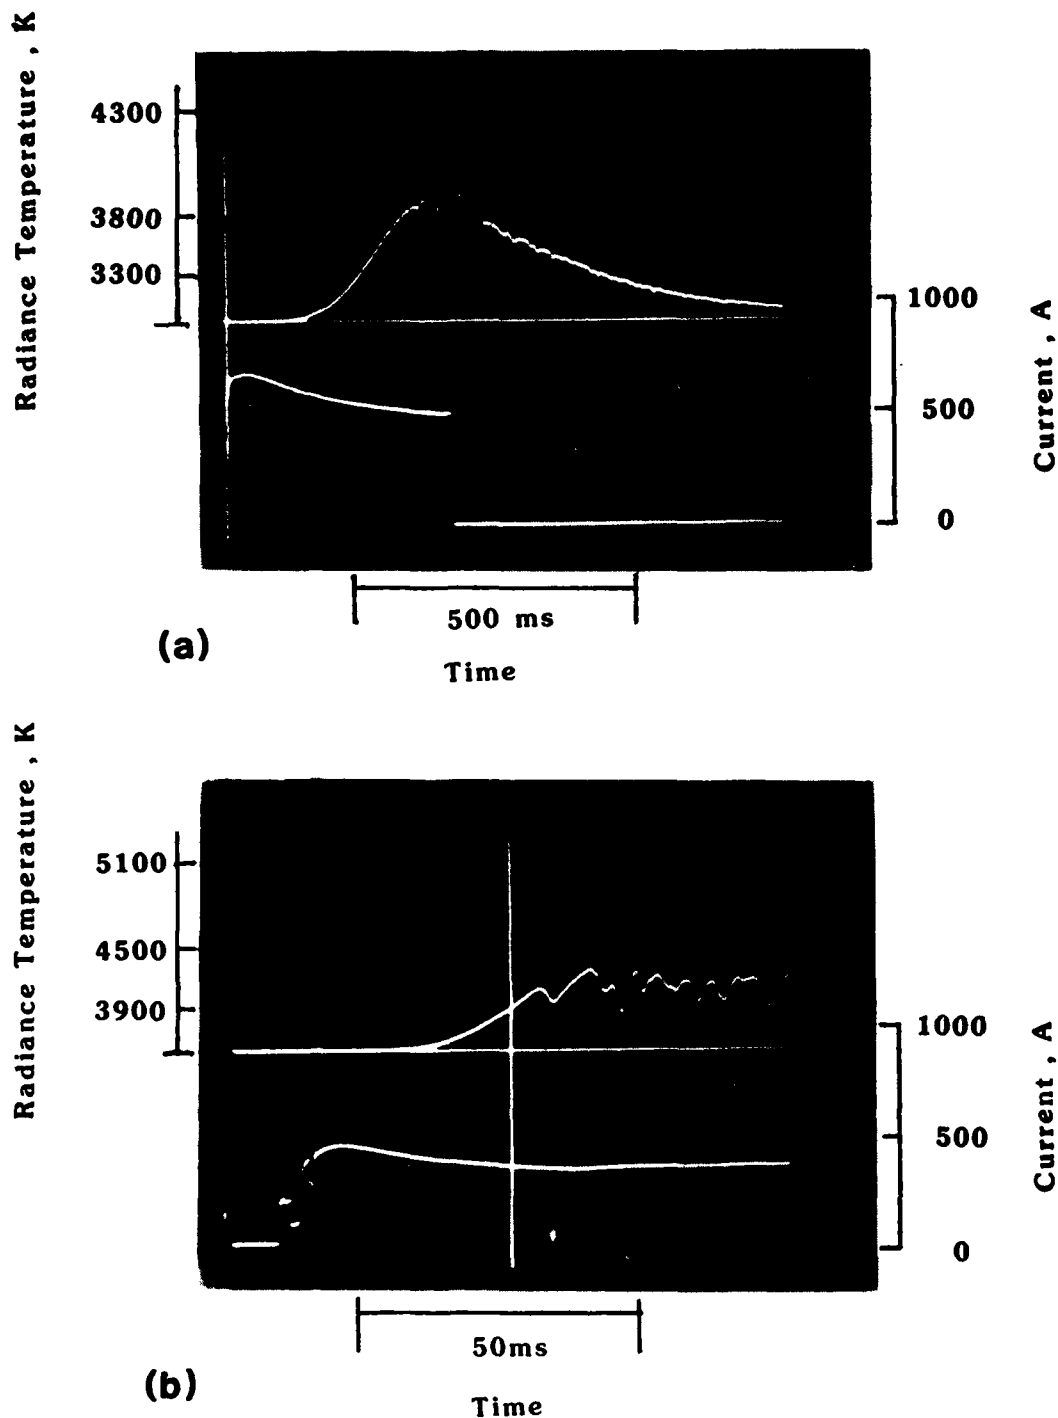 Radiance Temperature , K
4300
3800
3300
1000
500
0
Current , A
500 ms
(a)
Time
Radiance Temperature , K
5100
4500
3900
1000
500
0
Current , A
50ms
(b)
Time